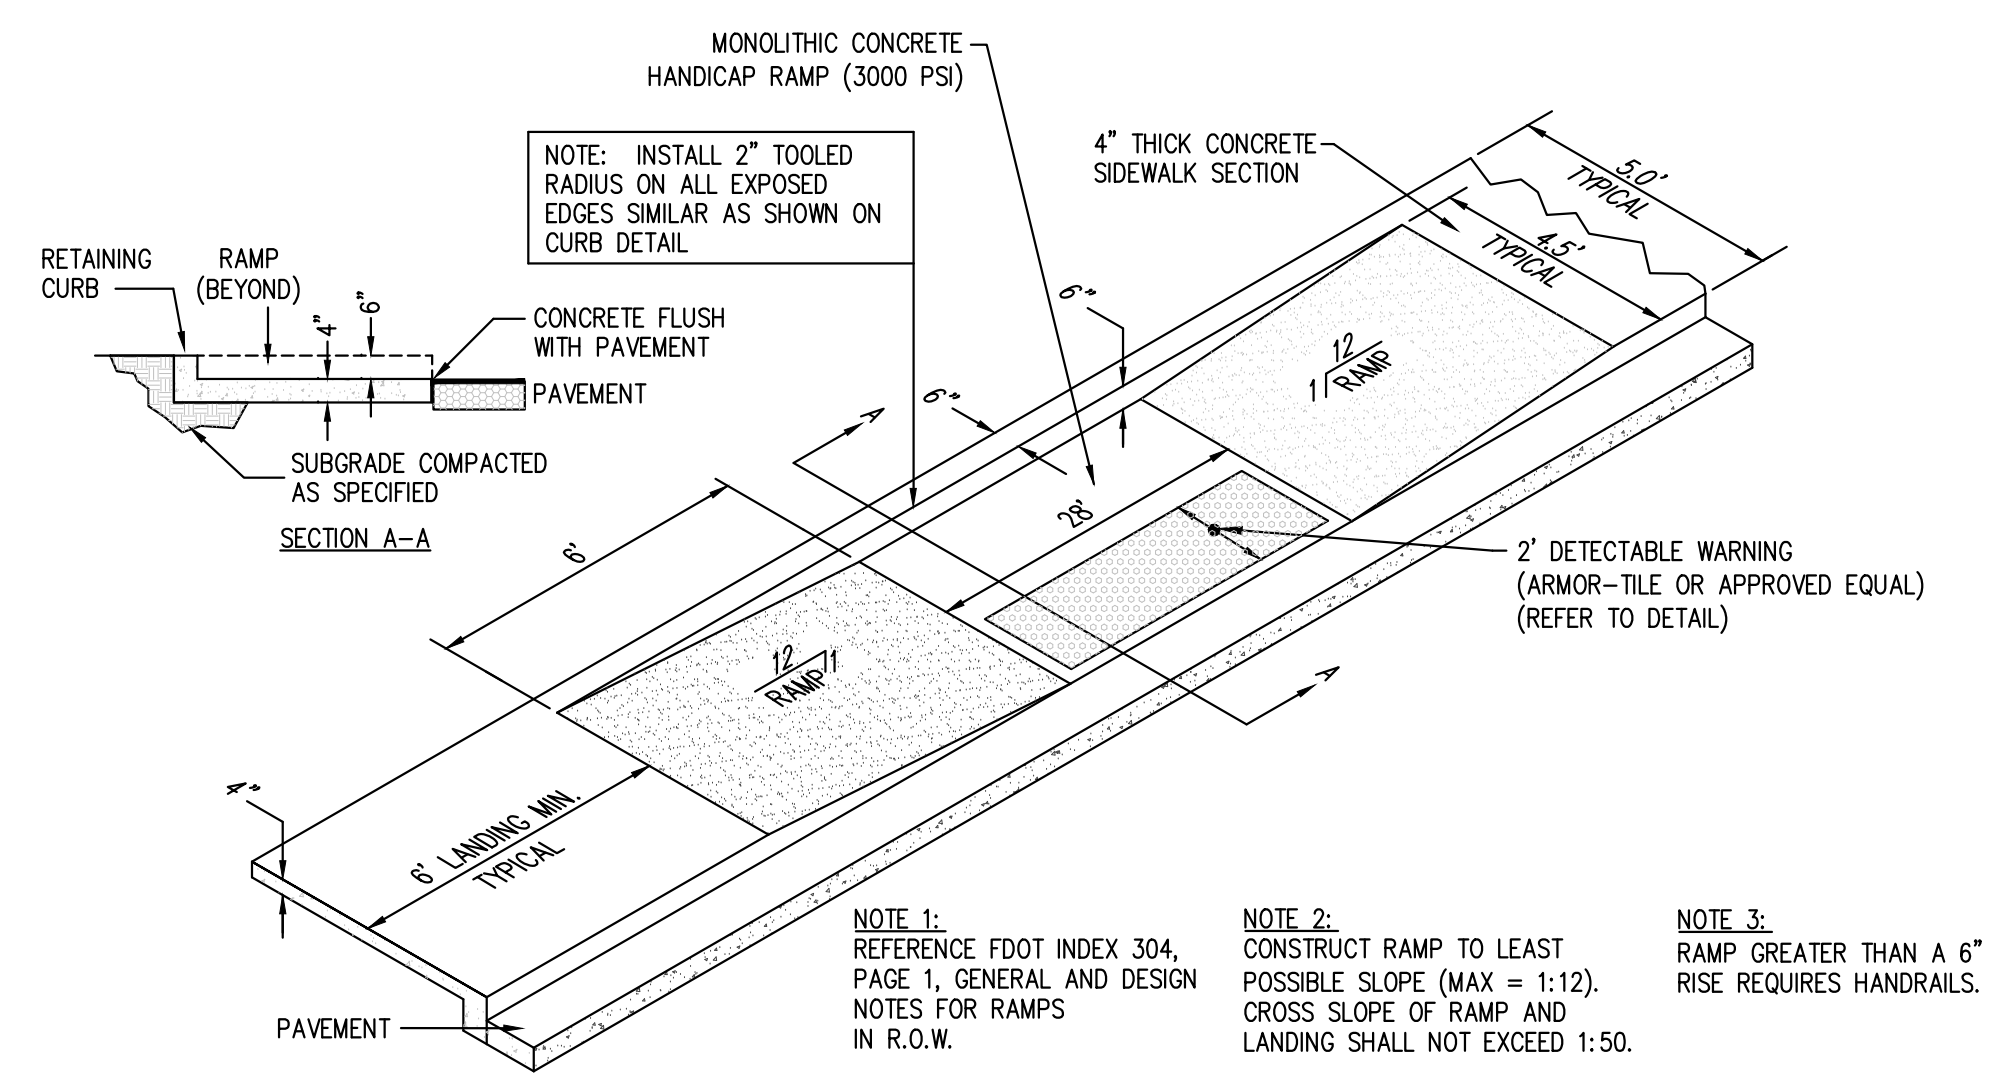 MONOLITHIC CONCRETE
HANDICAP RAMP (3000 PSI)
NOTE: INSTALL 2" TOOLED
RADIUS ON ALL EXPOSED
EDGES SIMILAR AS SHOWN ON
CURB DETAIL
4" THICK CONCRETE
SIDEWALK SECTION
5.0'
TYPICAL
4.5'
TYPICAL
RETAINING
CURB
RAMP
(BEYOND)
4"
6"
CONCRETE FLUSH
WITH PAVEMENT
PAVEMENT
SUBGRADE COMPACTED
AS SPECIFIED
SECTION A-A
6"
6"
A
12
1
RAMP
28'
6'
2' DETECTABLE WARNING
(ARMOR-TILE OR APPROVED EQUAL)
(REFER TO DETAIL)
12
1
RAMP
A
4"
6' LANDING MIN.
TYPICAL
PAVEMENT
NOTE 1:
REFERENCE FDOT INDEX 304,
PAGE 1, GENERAL AND DESIGN
NOTES FOR RAMPS
IN R.O.W.
NOTE 2:
CONSTRUCT RAMP TO LEAST
POSSIBLE SLOPE (MAX = 1:12).
CROSS SLOPE OF RAMP AND
LANDING SHALL NOT EXCEED 1:50.
NOTE 3:
RAMP GREATER THAN A 6"
RISE REQUIRES HANDRAILS.